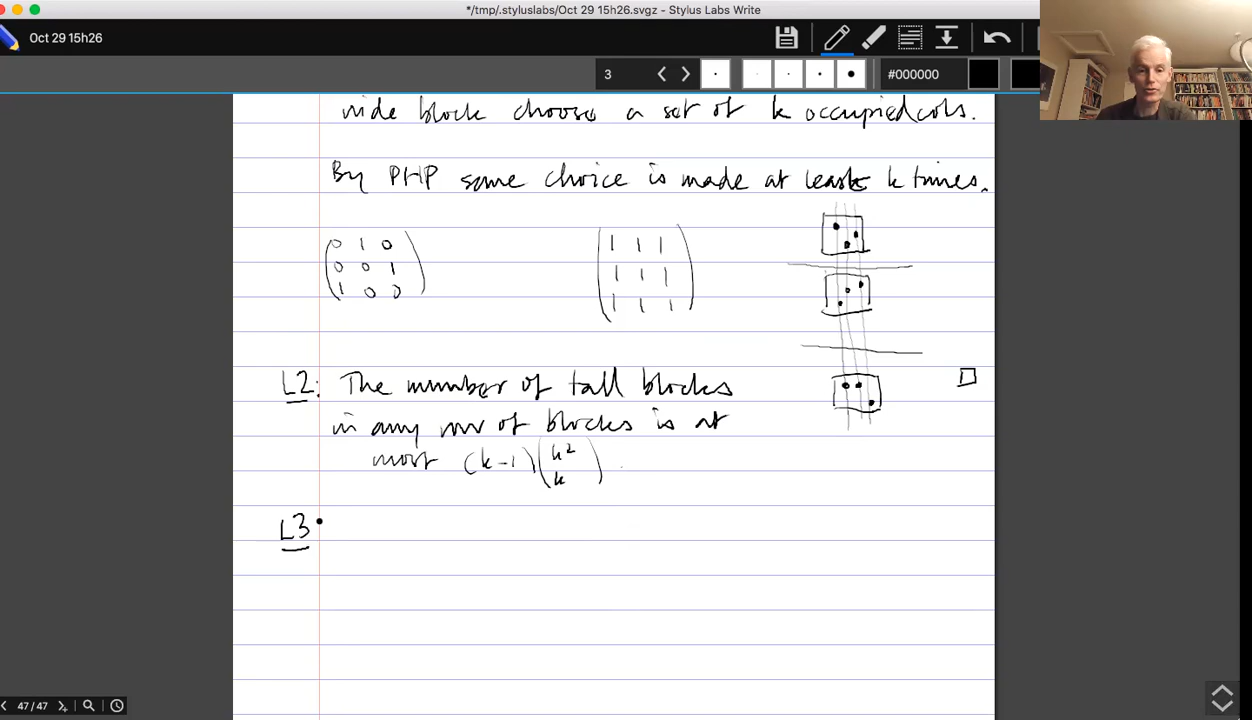 */tmp/.styluslabs/Oct 29 15h26.svgz - Stylus Labs Write
Oct 29 15h26
3
#000000
wide block choose a set of k occupied cols.
By PHP same choice is made at least k times.
0 1 0
0 0 1
1 0 0
1 1 1
1 1 1
1 1 1
L2: The number of tall blocks
in any row of blocks is at
most (k-1)(k² k)
L3
47/47